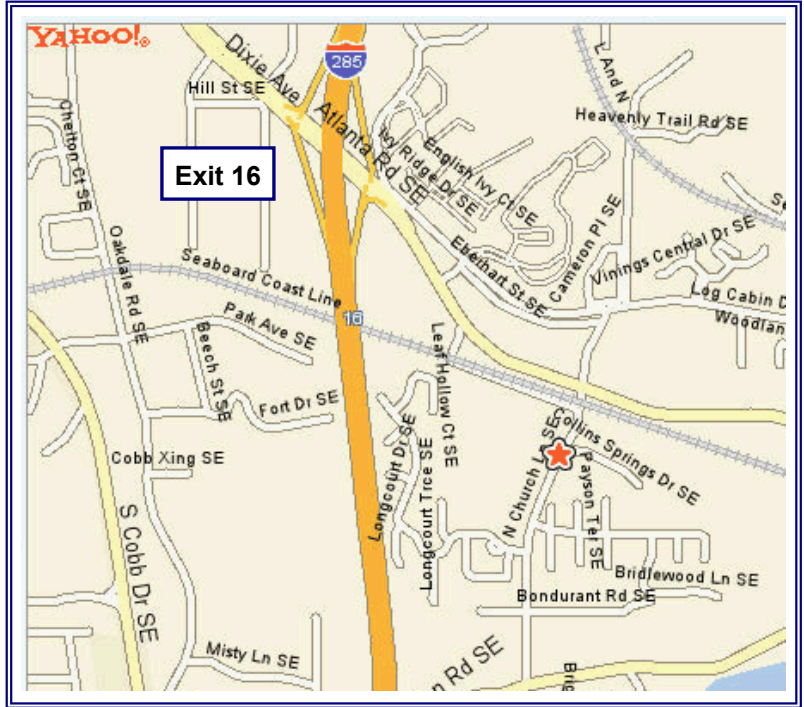 YAHOO!®
285
Dixie Ave
Atlanta Rd SE
Hill St SE
L And N
Heavenly Trail Rd SE
Chelton Ct SE
Exit 16
Ivy Ridge Dr SE
English Ivy Ct SE
Eberhart St SE
Cameron Pl SE
Vinings Central Dr SE
Log Cabin D
Woodlan
Oakdale Rd SE
Seaboard Coast Line
16
Park Ave SE
Beech St SE
Fort Dr SE
Leaf Hollow Ct SE
Collins Springs Dr SE
Cobb Xing SE
Longcourt Dr SE
Longcourt Trce SE
N Church L SE
Payson Ter SE
S Cobb Dr SE
Bridlewood Ln SE
Bondurant Rd SE
Misty Ln SE
n Rd SE